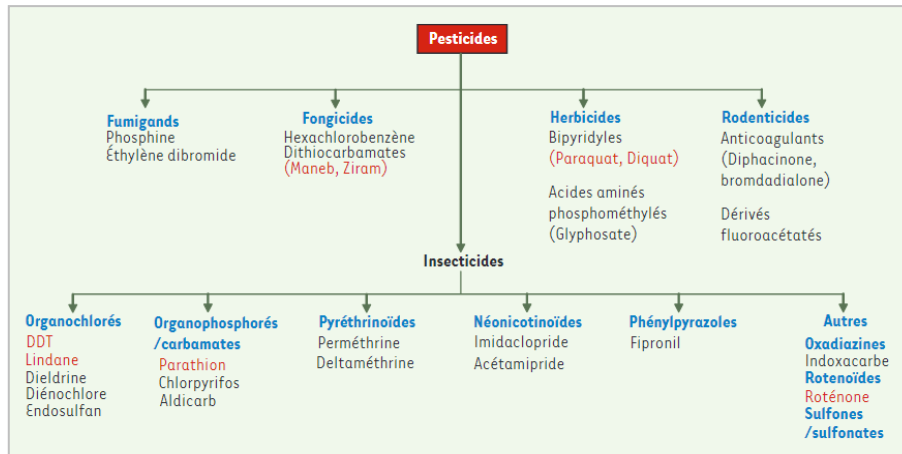 Pesticides
Fumigands
Phosphine
Éthylène dibromide
Fongicides
Hexachlorobenzène
Dithiocarbamates
(Maneb, Ziram)
Herbicides
Bipyridyles
(Paraquat, Diquat)
Acides aminés
phosphométhylés
(Glyphosate)
Rodenticides
Anticoagulants
(Diphacinone,
bromdadialone)
Dérivés
fluoroacétatés
Insecticides
Organochlorés
DDT
Lindane
Dieldrine
Diénochlore
Endosulfan
Organophosphorés
/carbamates
Parathion
Chlorpyrifos
Aldicarb
Pyréthrinoïdes
Perméthrine
Deltaméthrine
Néonicotinoïdes
Imidaclopride
Acétamipride
Phénylpyrazoles
Fipronil
Autres
Oxadiazines
Indoxacarbe
Rotenoïdes
Roténone
Sulfones
/sulfonates